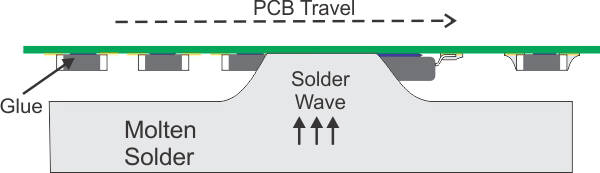 PCB Travel
Solder
Wave
Glue
Molten
Solder